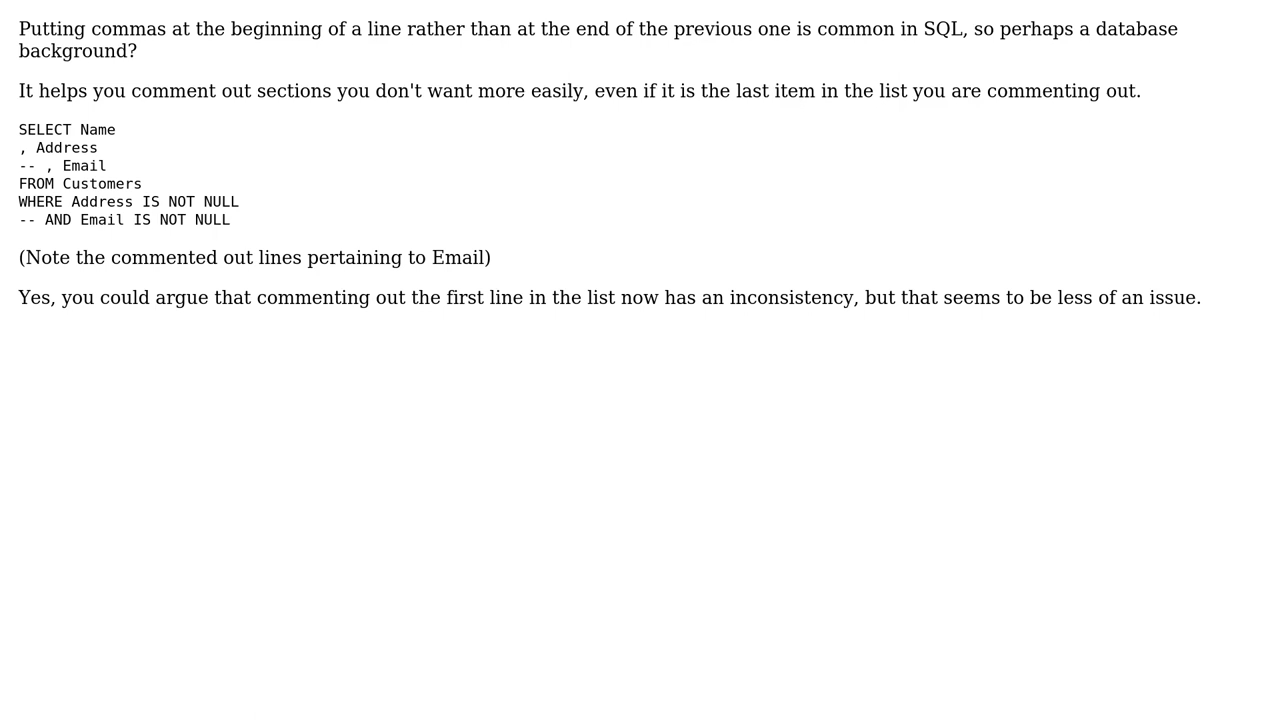 Putting commas at the beginning of a line rather than at the end of the previous one is common in SQL, so perhaps a database
background?
It helps you comment out sections you don't want more easily, even if it is the last item in the list you are commenting out.
SELECT Name
, Address
-- , Email
FROM Customers
WHERE Address IS NOT NULL
-- AND Email IS NOT NULL
(Note the commented out lines pertaining to Email)
Yes, you could argue that commenting out the first line in the list now has an inconsistency, but that seems to be less of an issue.